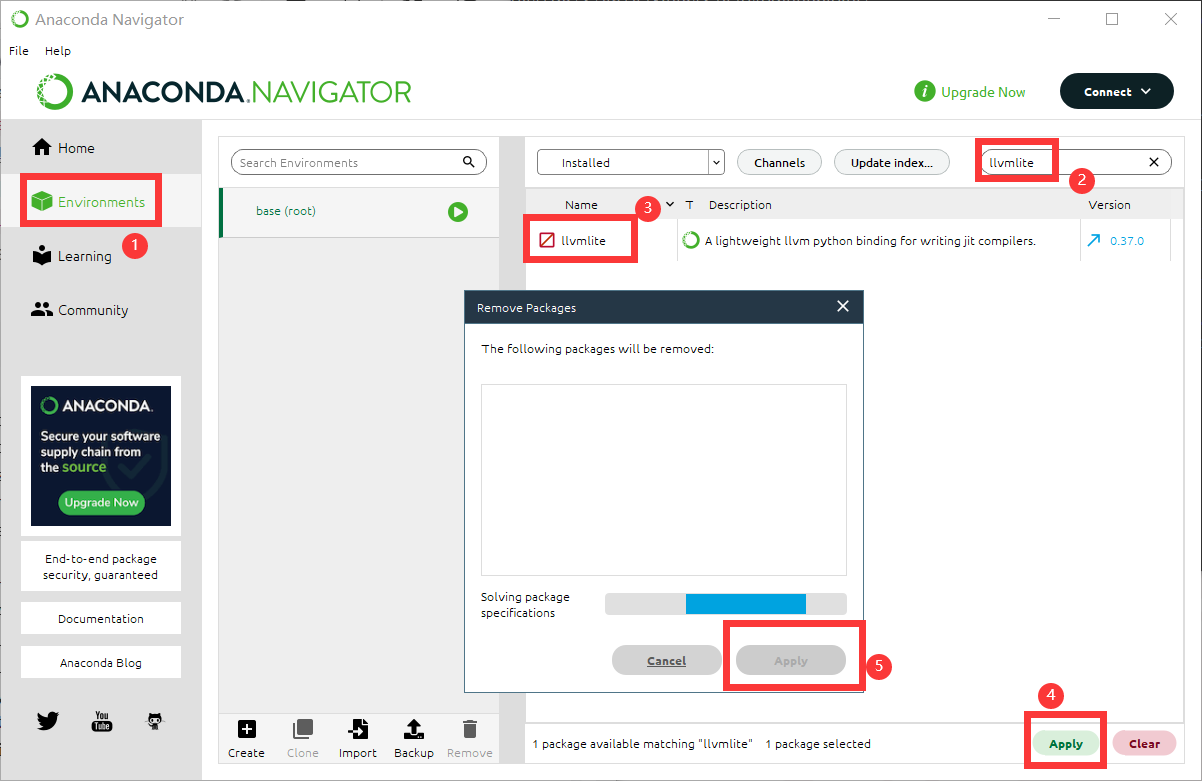 Anaconda Navigator
File Help
ANACONDA.NAVIGATOR
i Upgrade Now
Connect
Home
Environments
1
Learning
Community
ANACONDA.
Secure your software
supply chain from
the source
Upgrade Now
End-to-end package
security, guaranteed
Documentation
Anaconda Blog
You
Tube
Search Environments
base (root)
Create
Clone
Import
Backup
Remove
Installed
Channels
Update index...
llvmlite
2
Name
3
T
Description
Version
llvmlite
A lightweight llvm python binding for writing jit compilers.
0.37.0
Remove Packages
The following packages will be removed:
Solving package
specifications
Cancel
Apply
5
4
1 package available matching "llvmlite" 1 package selected
Apply
Clear